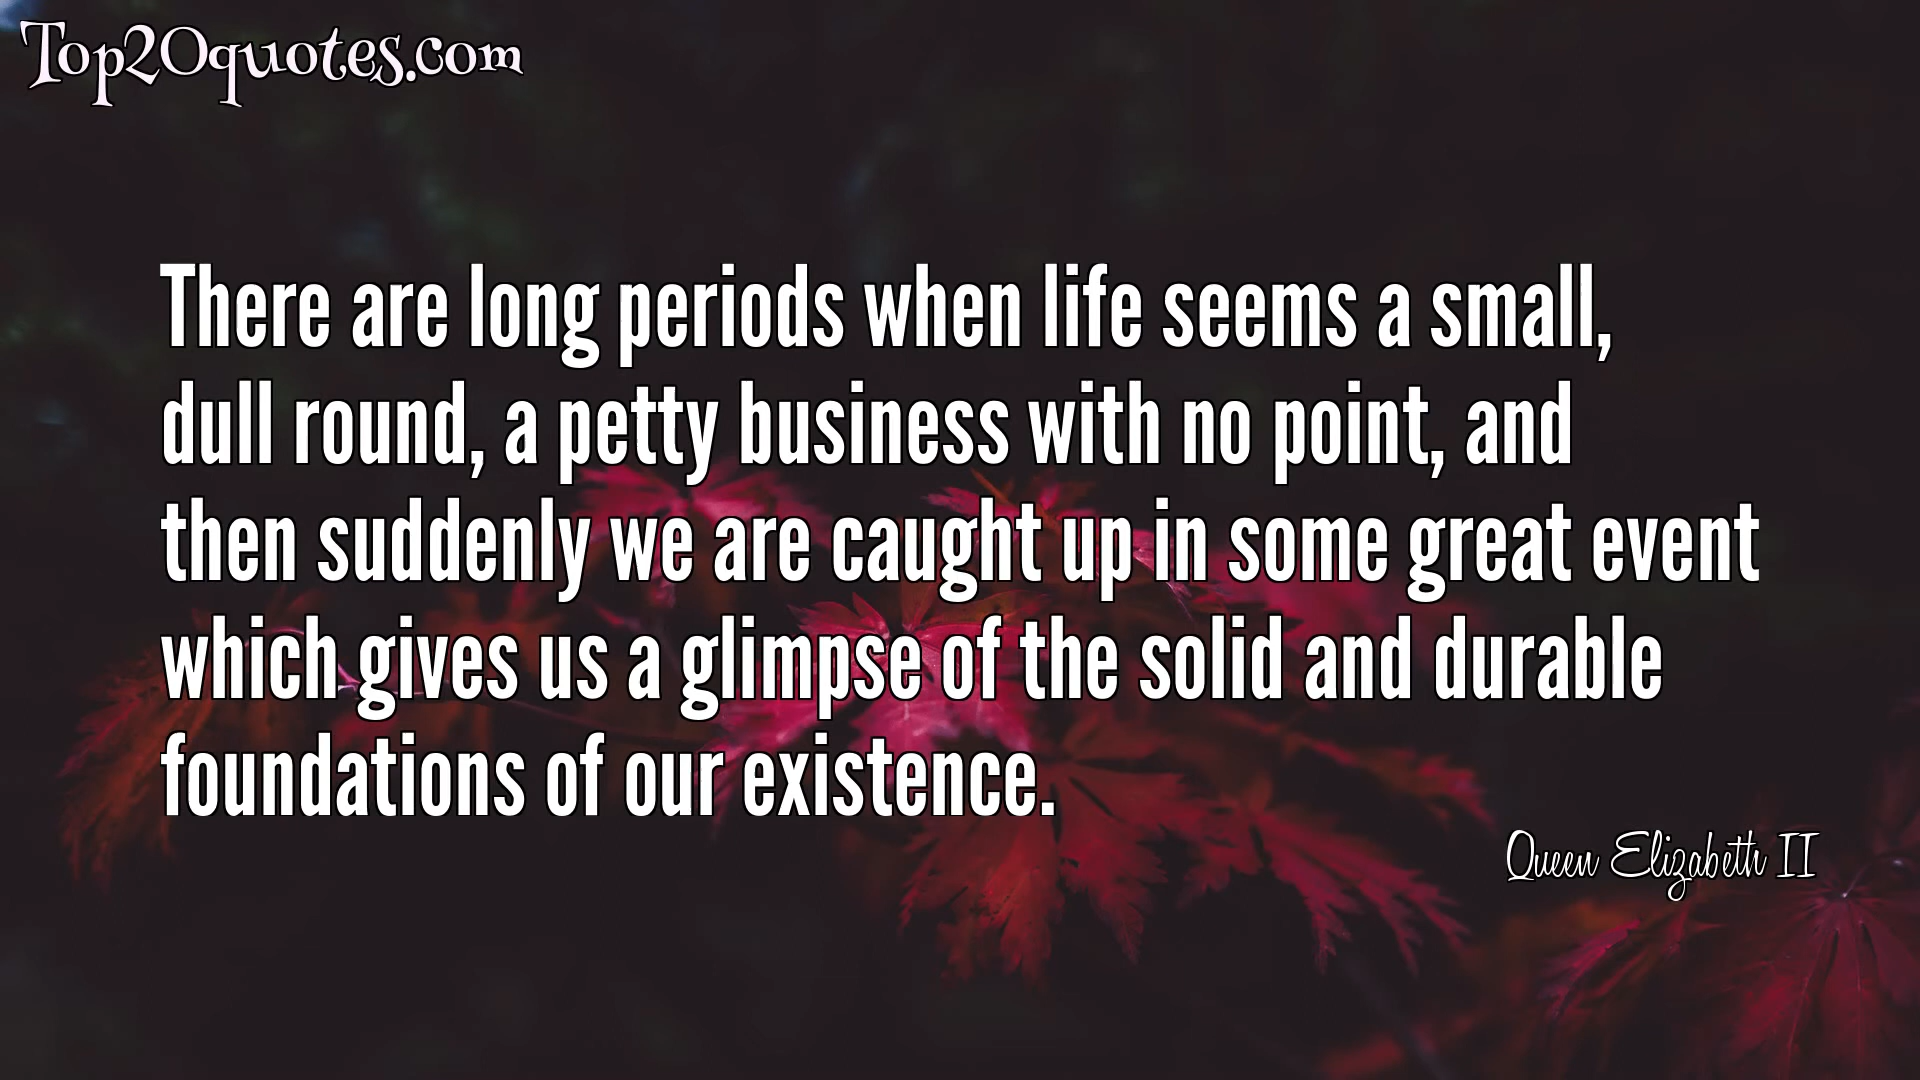 Top20quotes.com
There are long periods when life seems a small,
dull round, a petty business with no point, and
then suddenly we are caught up in some great event
which gives us a glimpse of the solid and durable
foundations of our existence.
Queen Elizabeth II